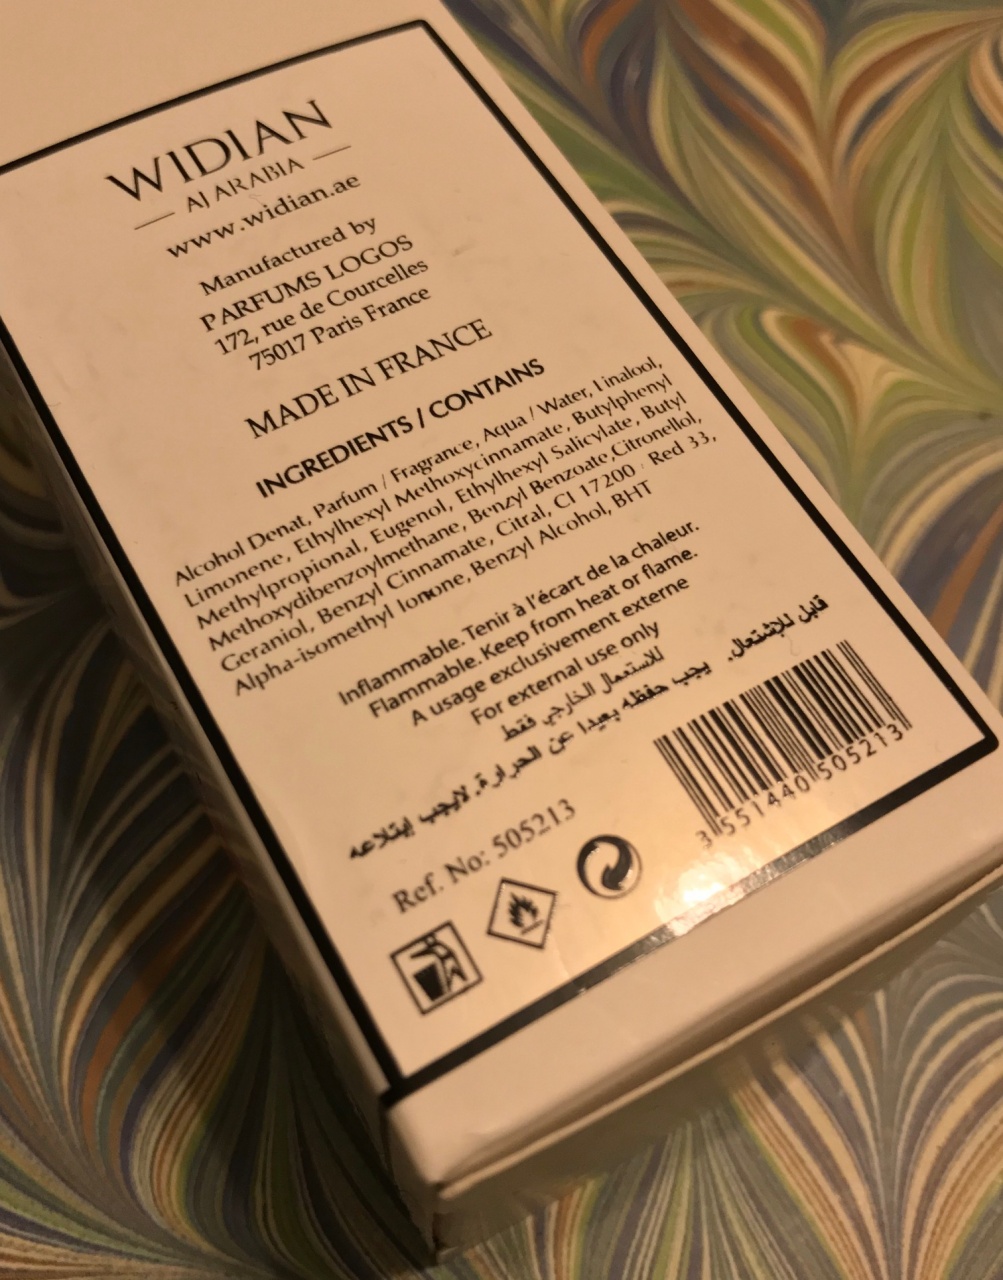 WIDIAN
AJ ARABIA
www.widian.ae
Manufactured by
PARFUMS LOGOS
172, rue de Courcelles
75017 Paris France
MADE IN FRANCE
INGREDIENTS / CONTAINS
Alcohol Denat, Parfum / Fragrance, Aqua / Water, Linalool,
Limonene, Ethylhexyl Methoxycinnamate, Butylphenyl
Methylpropional, Eugenol, Ethylhexyl Salicylate, Butyl
Methoxydibenzoylmethane, Benzyl Benzoate,Citronellol,
Geraniol, Benzyl Cinnamate, Citral, CI 17200 / Red 33,
Alpha-isomethyl Ionone, Benzyl Alcohol, BHT
Inflammable. Tenir à l'écart de la chaleur.
Flammable. Keep from heat or flame.
A usage exclusivement externe
For external use only
للاستعمال الخارجي فقط
قابل للإشتعال. يجب حفظه بعيدا عن الحرارة. لايجب إبتلاعه
Ref. No: 505213
3 551440 505213